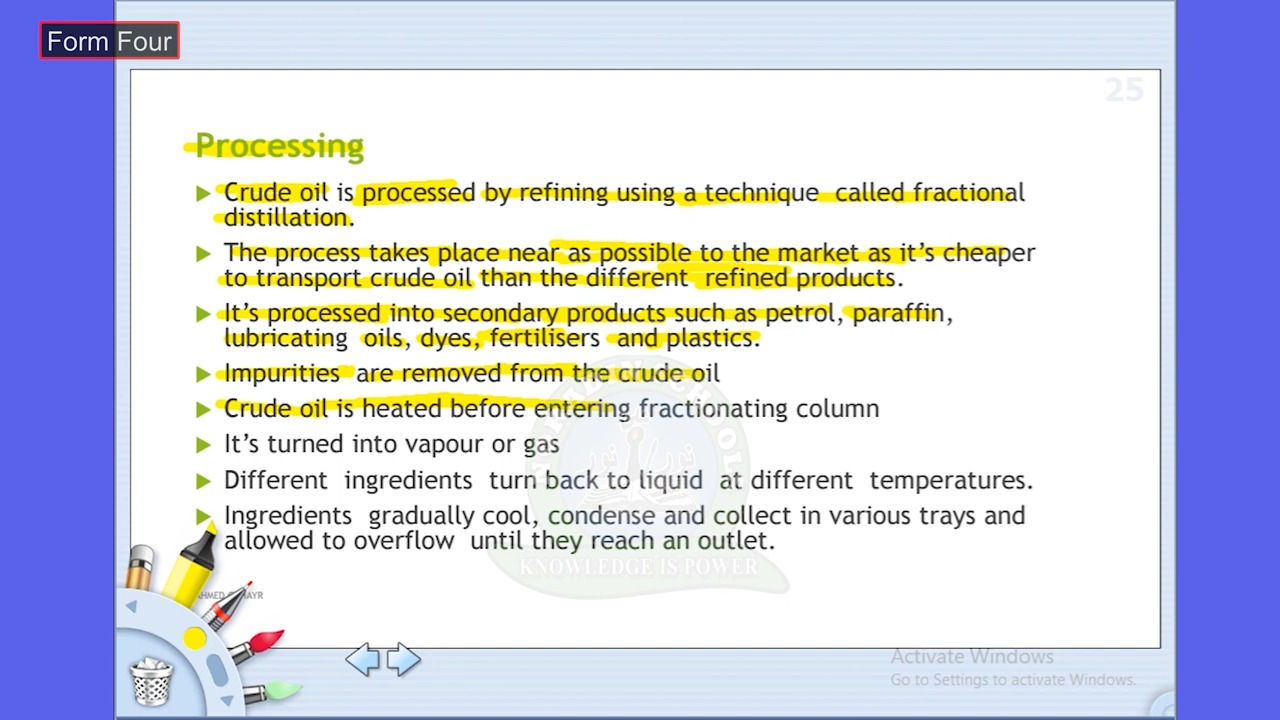 Form Four
25
Processing
Crude oil is processed by refining using a technique called fractional
distillation.
The process takes place near as possible to the market as it's cheaper
to transport crude oil than the different refined products.
It's processed into secondary products such as petrol, paraffin,
lubricating oils, dyes, fertilisers and plastics.
Impurities are removed from the crude oil
Crude oil is heated before entering fractionating column
It's turned into vapour or gas
Different ingredients turn back to liquid at different temperatures.
Ingredients gradually cool, condense and collect in various trays and
allowed to overflow until they reach an outlet.
KNOWLEDGE IS POWER
Activate Windows
Go to Settings to activate Windows.